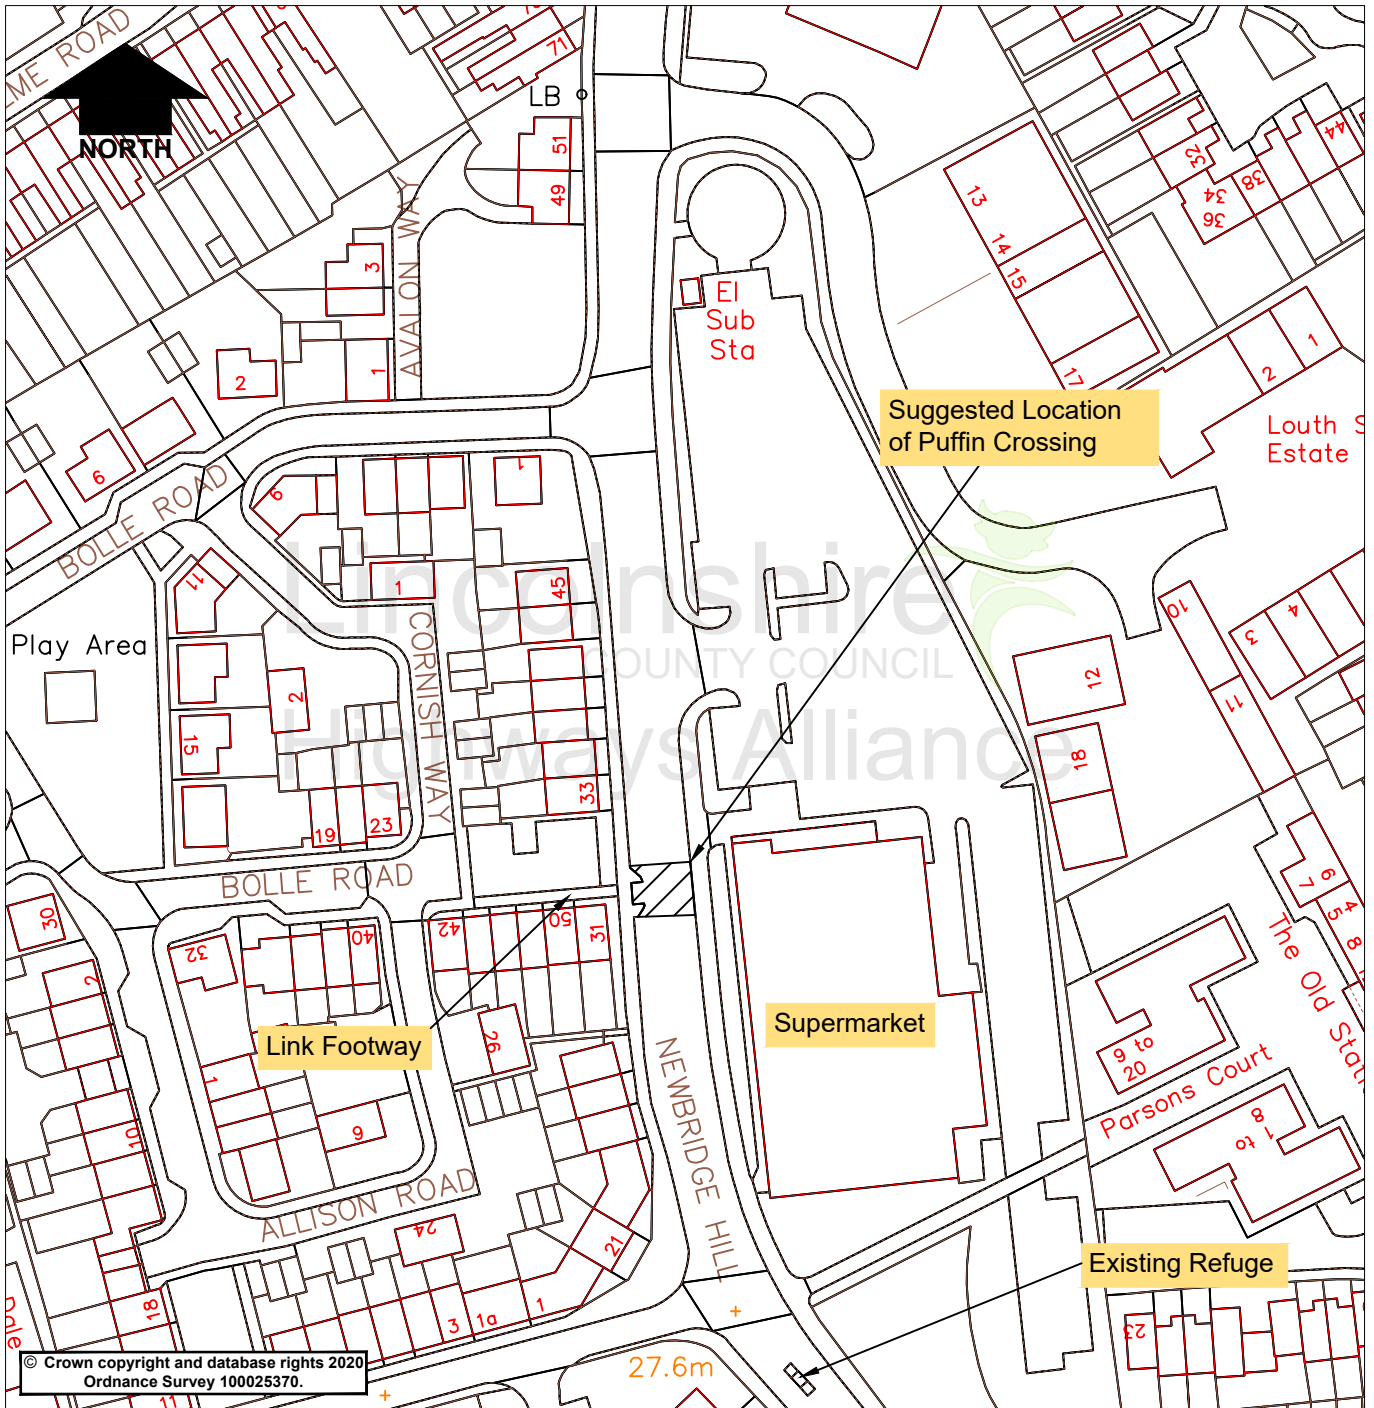 NORTH
LB
71
51
49
3
AVALON WAY
El
Sub
Sta
2
1
6
BOLLE ROAD
Suggested Location
of Puffin Crossing
13
14
15
17
32
34
36
38
44
1
2
Louth S
Estate
9
1
1
11
CORNISH WAY
45
Play Area
2
15
33
19
23
Lincolnshire
COUNTY COUNCIL
Highways Alliance
10
11
12
18
3
4
BOLLE ROAD
30
32
40
42
50
31
2
Link Footway
26
1
6
10
ALLISON ROAD
24
18
3
1a
1
21
NEWBRIDGE HILL
Supermarket
7
6
5
4
8
The Old Stat
9 to
20
Parsons Court
1 to
8
Existing Refuge
23
27.6m
11
© Crown copyright and database rights 2020
Ordnance Survey 100025370.